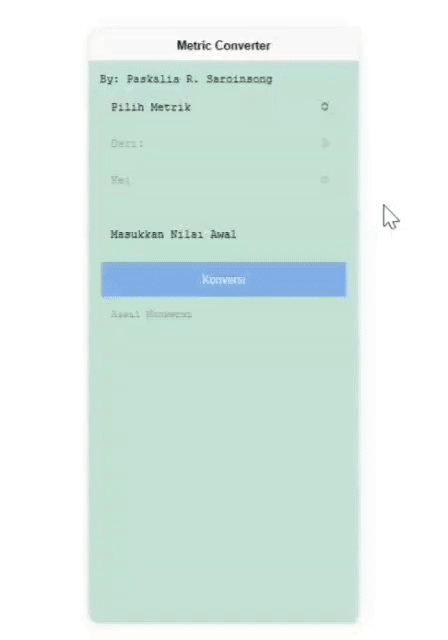 Metric Converter
By: Paskalia R. Saroinsong
Pilih Metrik
Dari:
Ke:
Masukkan Nilai Awal
Konversi
Hasil Konversi